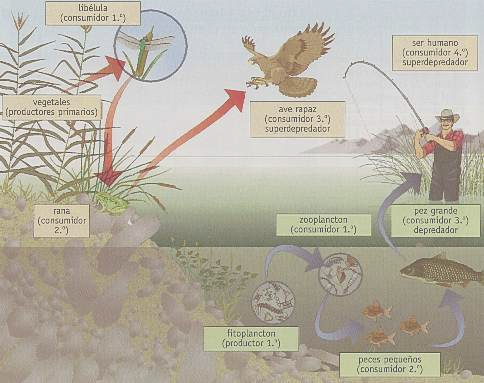 libélula
(consumidor 1.º)
ser humano
(consumidor 4.º)
superdepredador
vegetales
(productores primarios)
ave rapaz
(consumidor 3.º)
superdepredador
rana
(consumidor
2.º)
zooplancton
(consumidor 1.º)
pez grande
(consumidor 3.º)
depredador
fitoplancton
(productor 1.º)
peces pequeños
(consumidor 2.º)